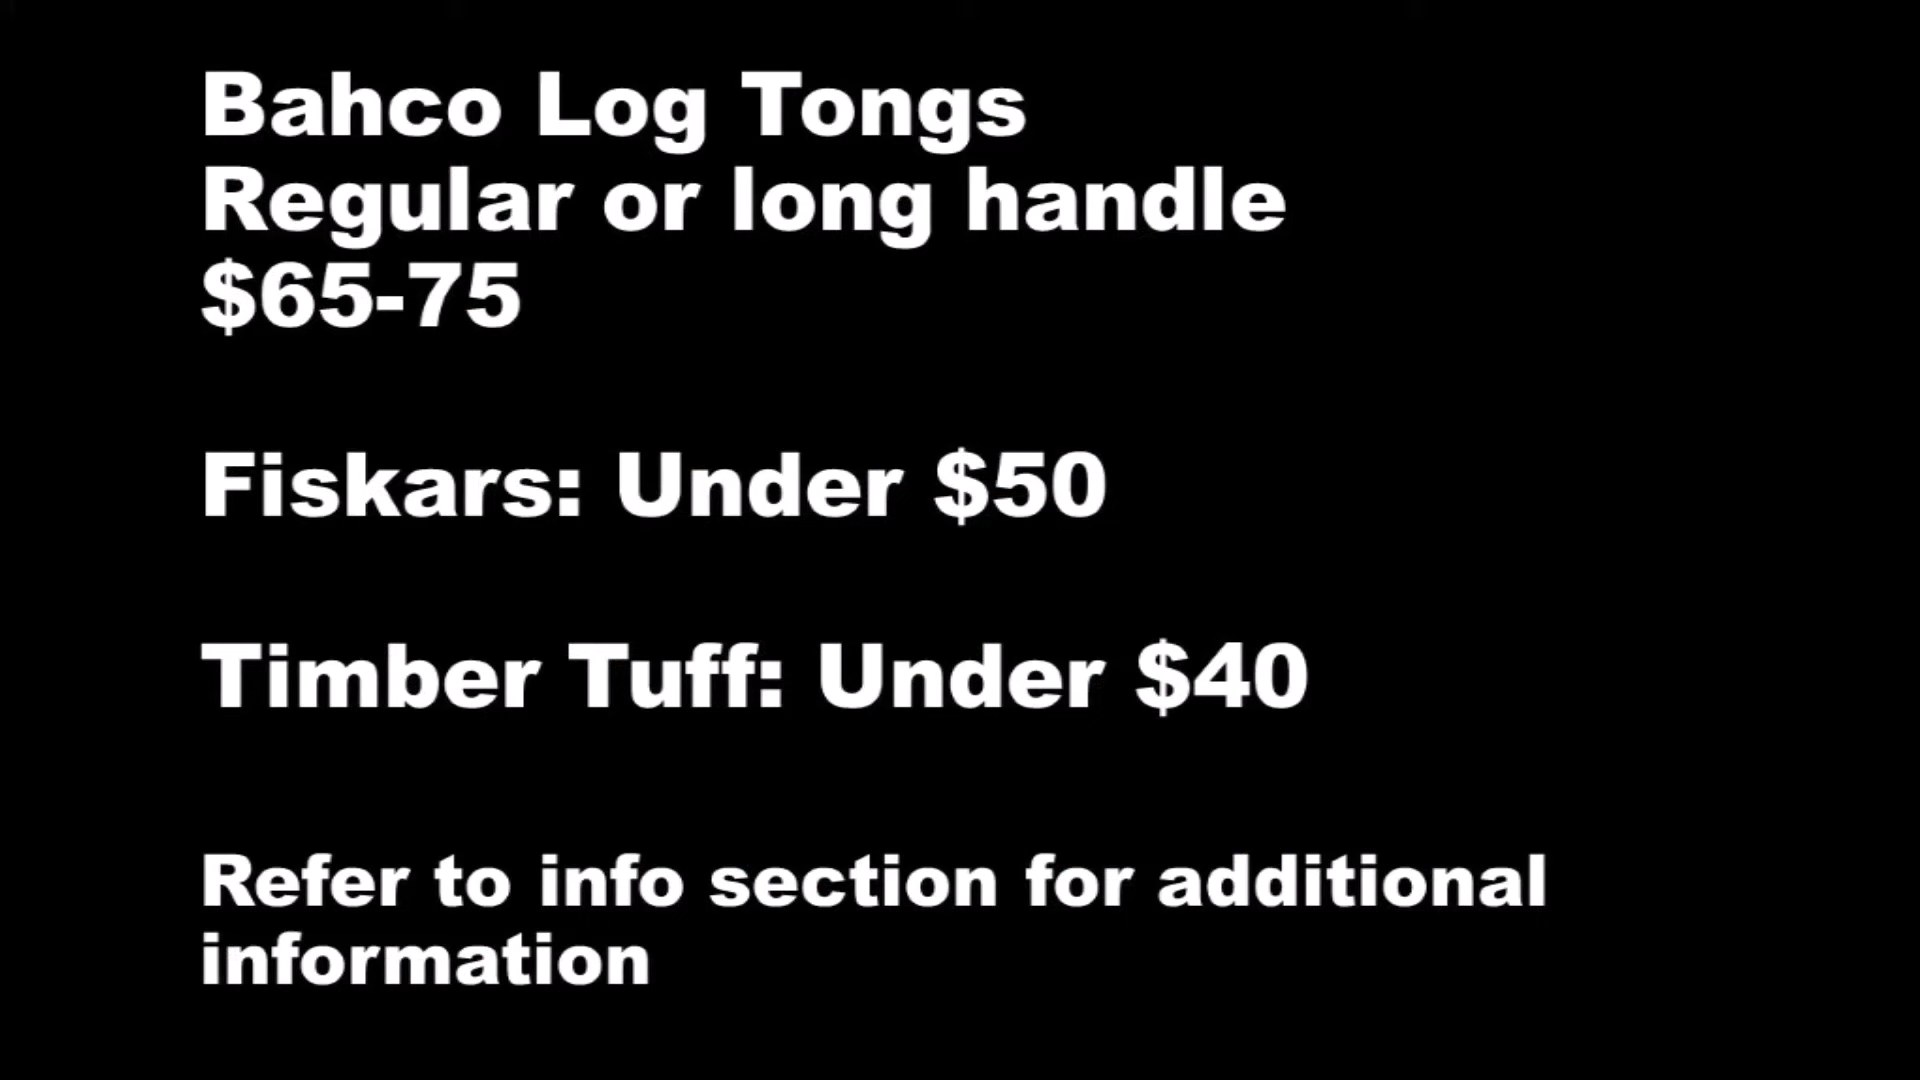 Bahco Log Tongs
Regular or long handle
$65-75
Fiskars: Under $50
Timber Tuff: Under $40
Refer to info section for additional
information